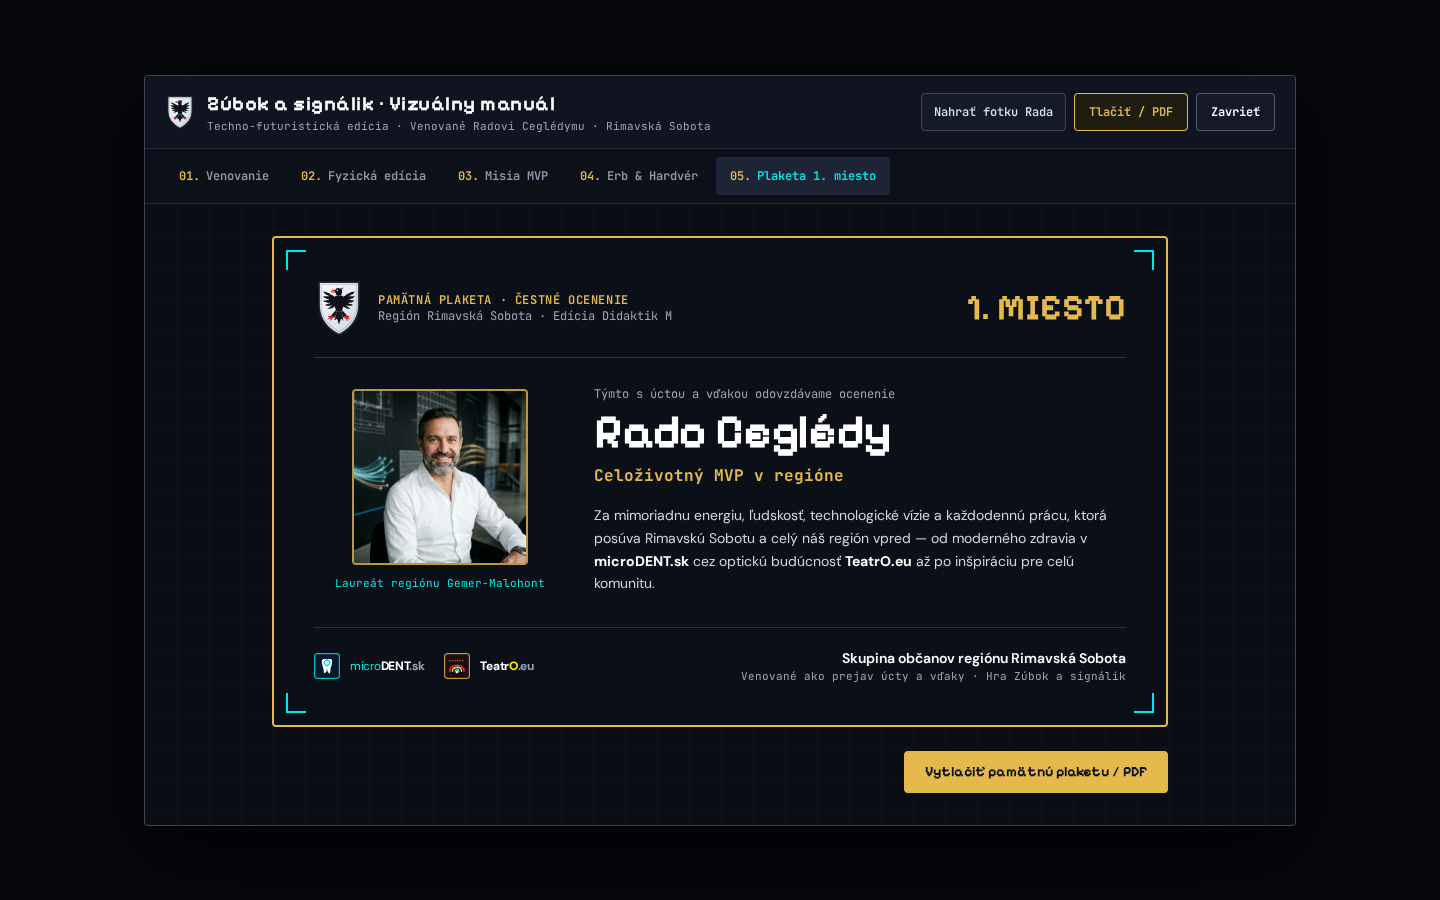 Zúbok a signálik · Vizuálny manuál
Techno-futuristická edícia · Venované Radovi Ceglédymu · Rimavská Sobota
Nahrať fotku Rada
Tlačiť / PDF
Zavrieť
01. Venovanie
02. Fyzická edícia
03. Misia MVP
04. Erb & Hardvér
05. Plaketa 1. miesto
PAMÄTNÁ PLAKETA · ČESTNÉ OCENENIE
Región Rimavská Sobota · Edícia Didaktik M
1. MIESTO
Týmto s úctou a vďakou odovzdávame ocenenie
Rado Ceglédy
Celoživotný MVP v regióne
Za mimoriadnu energiu, ľudskosť, technologické vízie a každodennú prácu, ktorá
posúva Rimavskú Sobotu a celý náš región vpred — od moderného zdravia v
microDENT.sk cez optickú budúcnosť TeatrO.eu až po inšpiráciu pre celú
komunitu.
Laureát regiónu Gemer-Malohont
microDENT.sk
TeatrO.eu
Skupina občanov regiónu Rimavská Sobota
Venované ako prejav úcty a vďaky · Hra Zúbok a signálik
Vytlačiť pamätnú plaketu / PDF